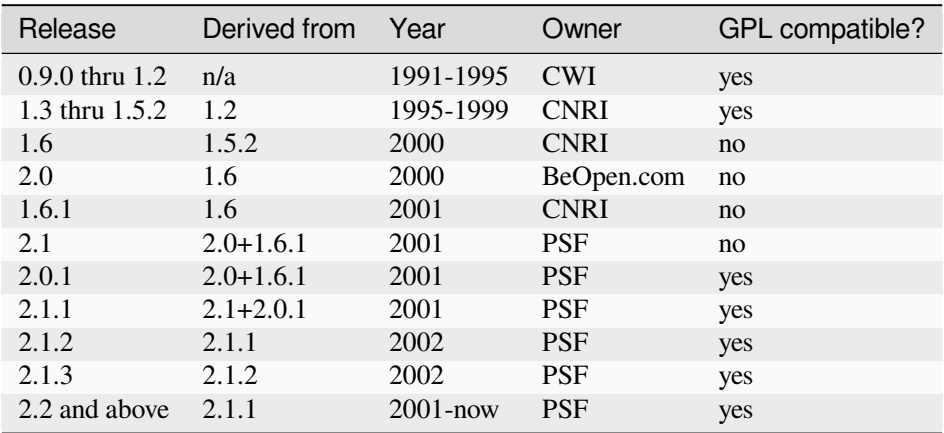 Release Derived from Year Owner GPL compatible?
0.9.0 thru 1.2 n/a 1991-1995 CWI yes
1.3 thru 1.5.2 1.2 1995-1999 CNRI yes
1.6 1.5.2 2000 CNRI no
2.0 1.6 2000 BeOpen.com no
1.6.1 1.6 2001 CNRI no
2.1 2.0+1.6.1 2001 PSF no
2.0.1 2.0+1.6.1 2001 PSF yes
2.1.1 2.1+2.0.1 2001 PSF yes
2.1.2 2.1.1 2002 PSF yes
2.1.3 2.1.2 2002 PSF yes
2.2 and above 2.1.1 2001-now PSF yes